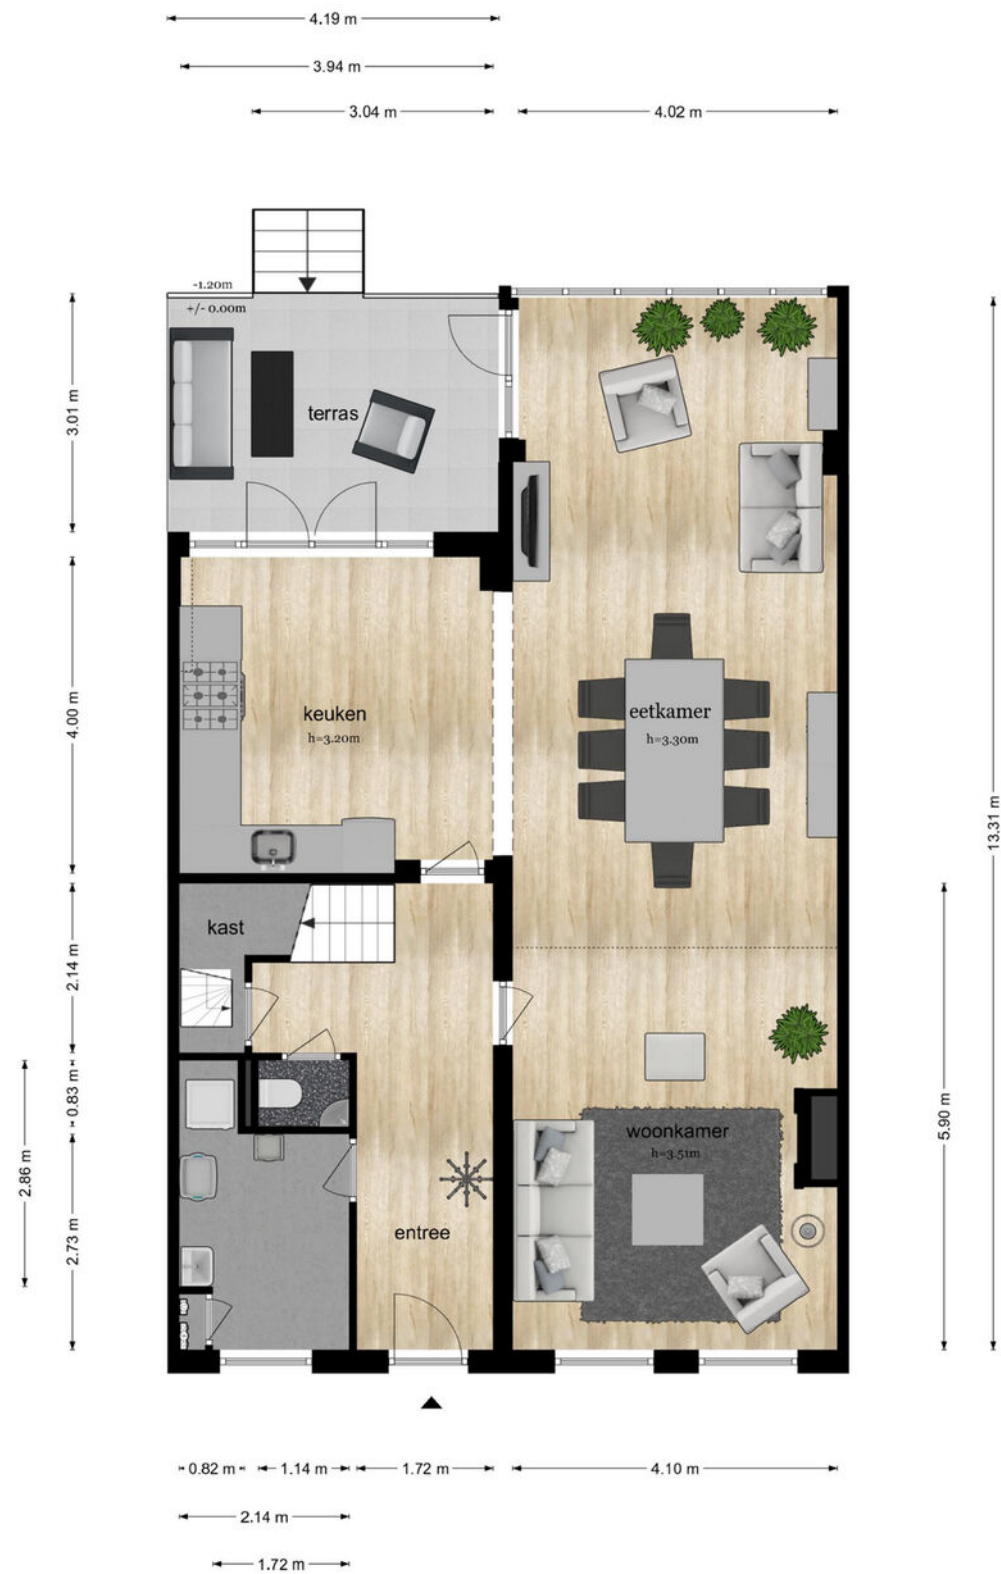 4.19 m
3.94 m
3.04 m
4.02 m
-1.20m
+/- 0.00m
terras
3.01 m
keuken
h=3.20m
eetkamer
h=3.30m
4.00 m
13.31 m
kast
2.14 m
0.83 m
5.90 m
woonkamer
h=3.51m
2.86 m
2.73 m
entree
0.82 m
1.14 m
1.72 m
4.10 m
2.14 m
1.72 m